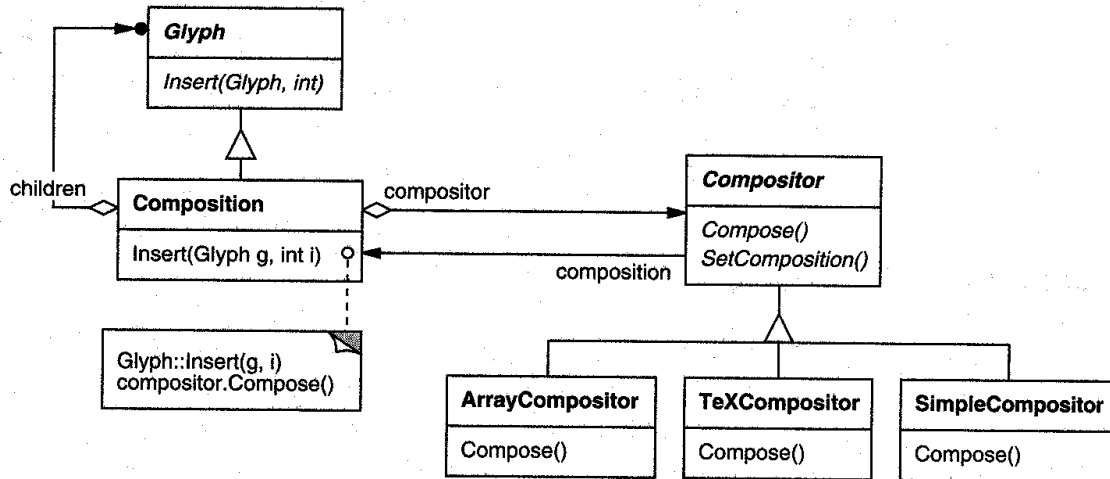 Glyph
Insert(Glyph, int)
children
Composition
Insert(Glyph g, int i)
compositor
composition
Compositor
Compose()
SetComposition()
Glyph::Insert(g, i)
compositor.Compose()
ArrayCompositor
Compose()
TeXCompositor
Compose()
SimpleCompositor
Compose()